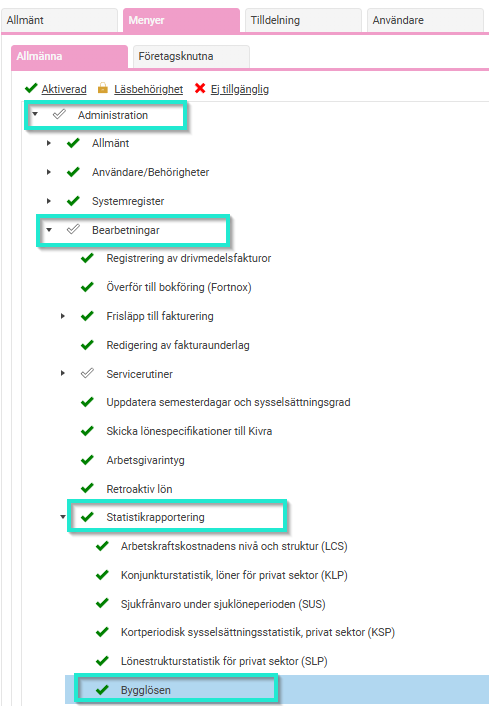 Allmänt Menyer Tilldelning Användare
Allmänna Företagsknutna
Aktiverad Läsbehörighet Ej tillgänglig
Administration
Allmänt
Användare/Behörigheter
Systemregister
Bearbetningar
Registrering av drivmedelsfakturor
Överför till bokföring (Fortnox)
Frisläpp till fakturering
Redigering av fakturaunderlag
Servicerutiner
Uppdatera semesterdagar och sysselsättningsgrad
Skicka lönespecifikationer till Kivra
Arbetsgivarintyg
Retroaktiv lön
Statistikrapportering
Arbetskraftskostnadens nivå och struktur (LCS)
Konjunkturstatistik, löner för privat sektor (KLP)
Sjukfrånvaro under sjuklöneperioden (SUS)
Kortperiodisk sysselsättningsstatistik, privat sektor (KSP)
Lönestrukturstatistik för privat sektor (SLP)
Bygglösen